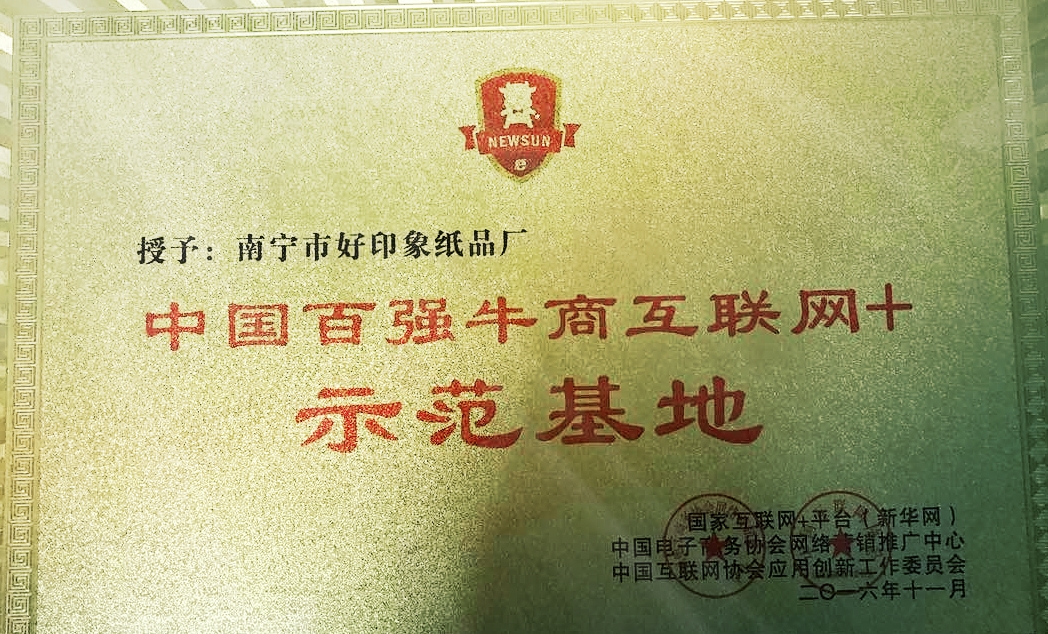 NEWSUN
授予：南宁市好印象纸品厂
中国百强牛商互联网+
示范基地
国家互联网+平台（新华网）
中国电子商务协会网络营销推广中心
中国互联网协会应用创新工作委员会
二〇一六年十一月